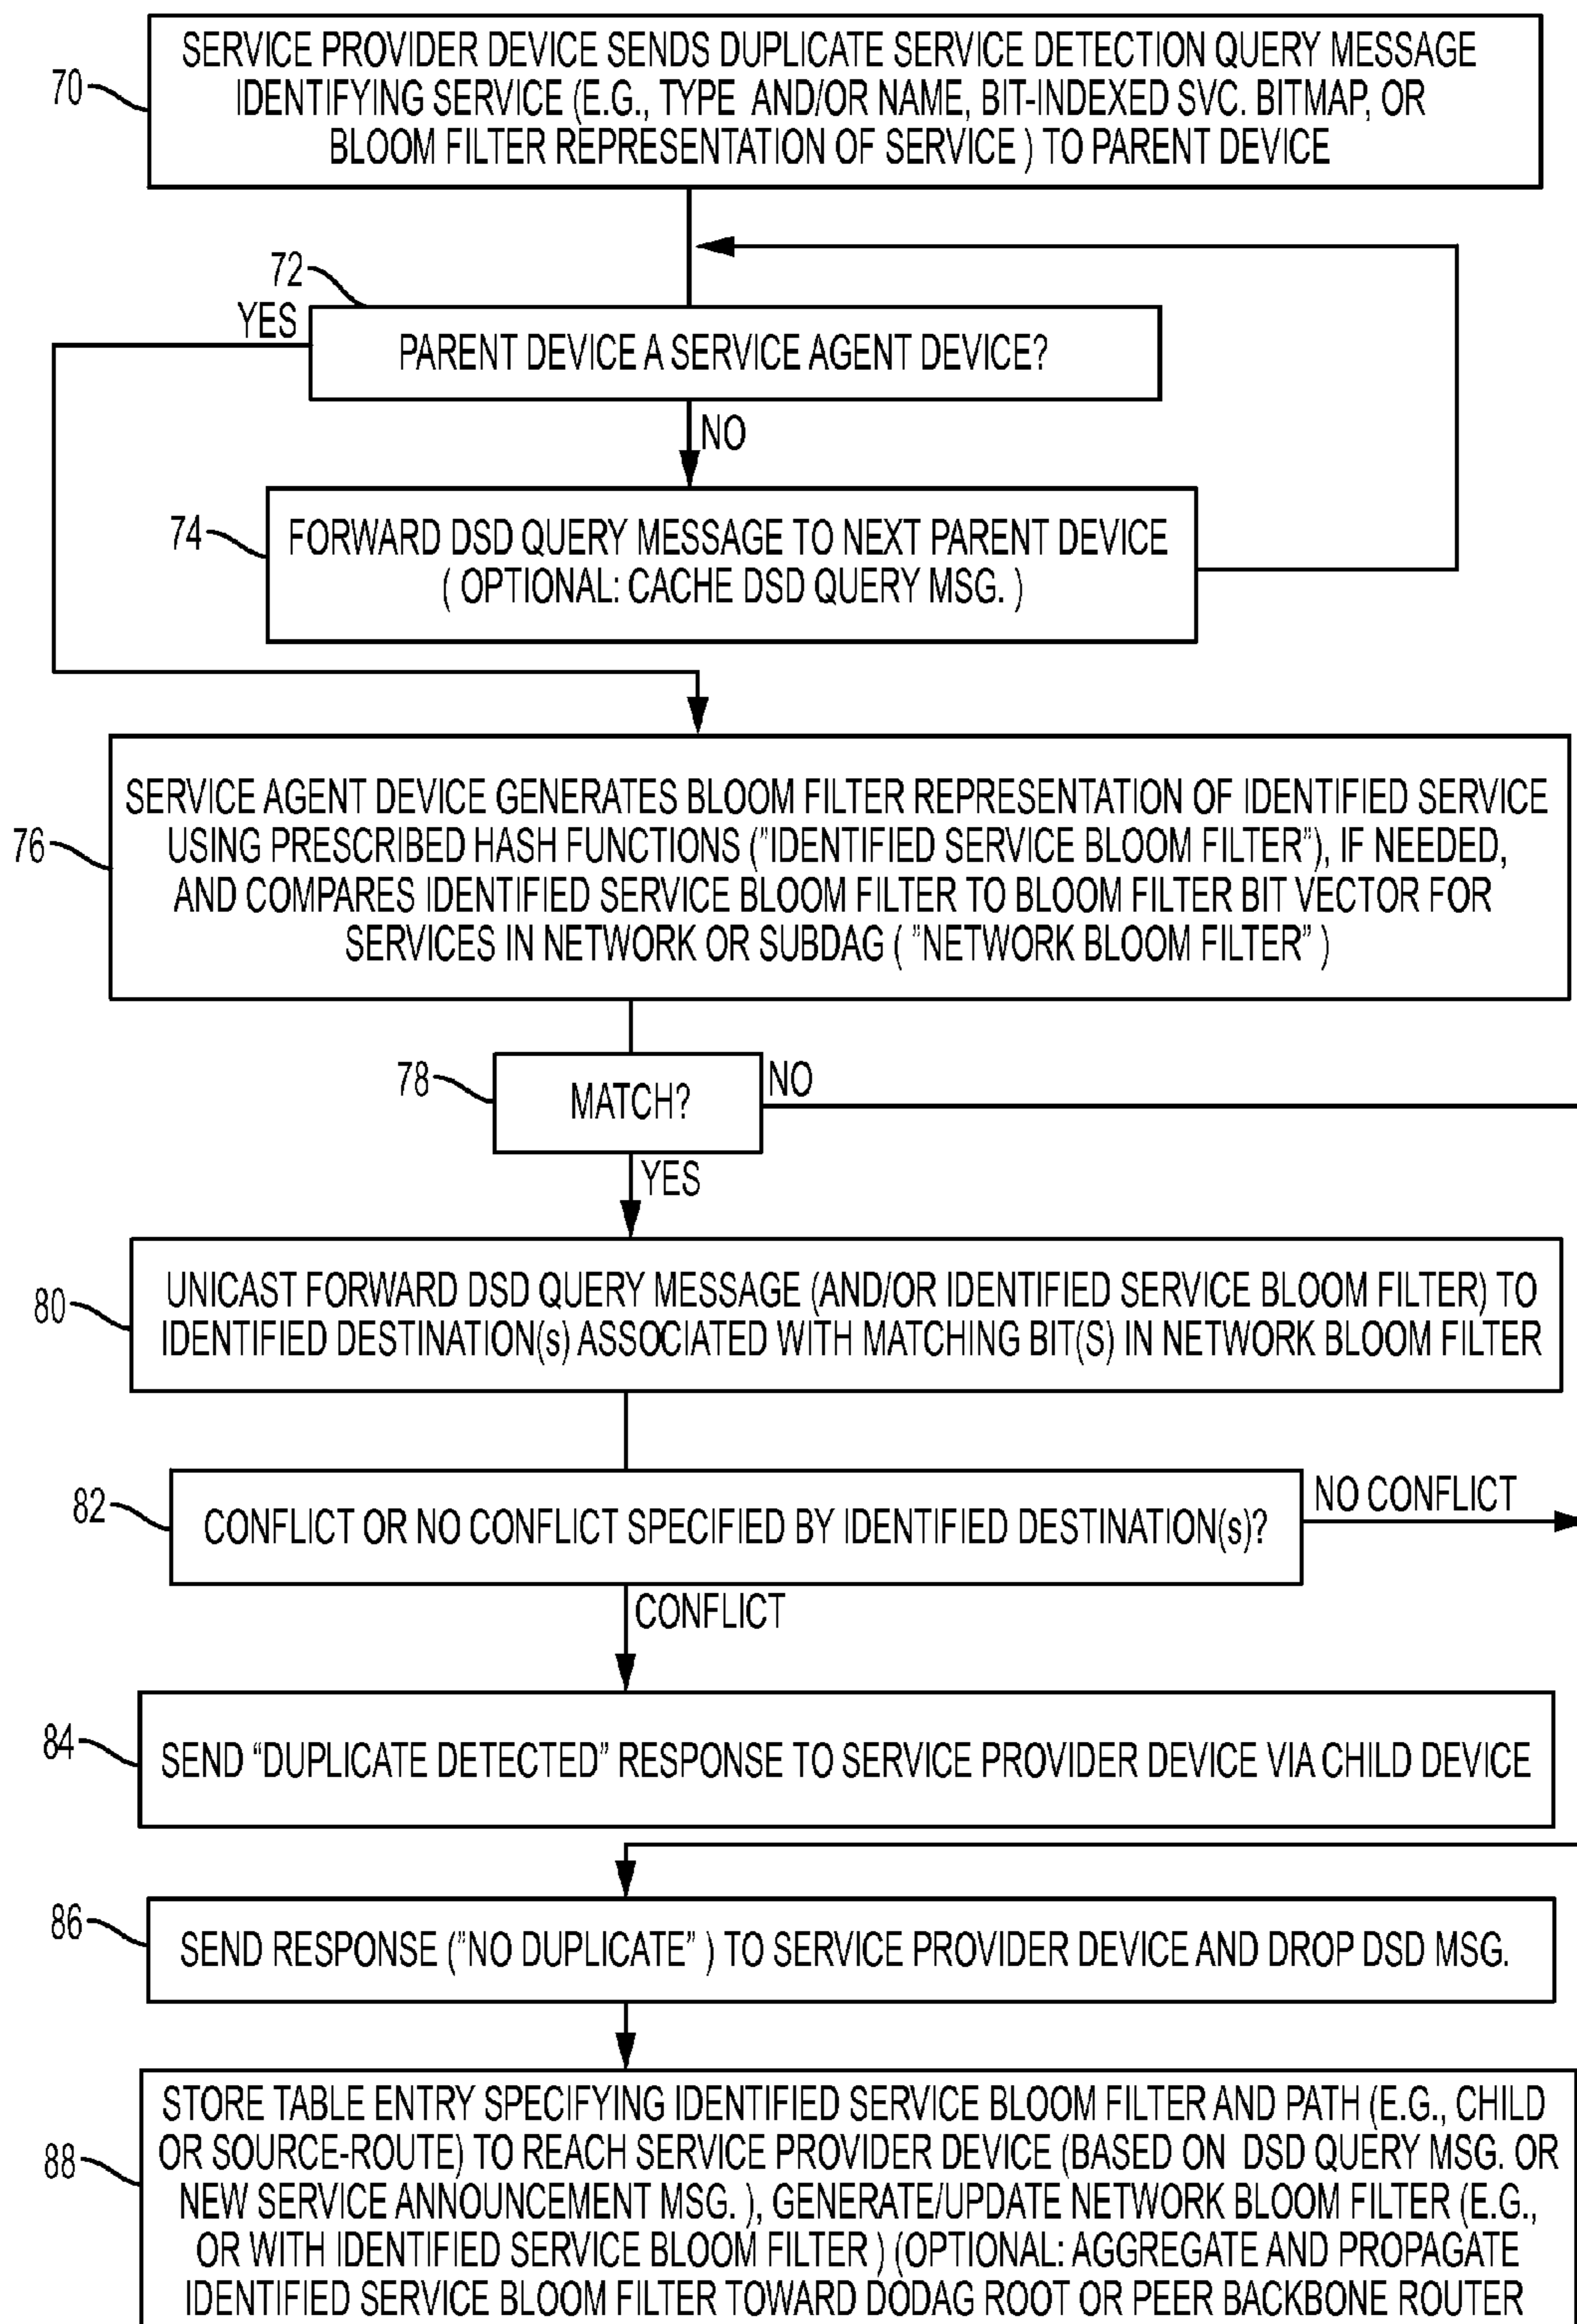 70
SERVICE PROVIDER DEVICE SENDS DUPLICATE SERVICE DETECTION QUERY MESSAGE
IDENTIFYING SERVICE (E.G., TYPE AND/OR NAME, BIT-INDEXED SVC. BITMAP, OR
BLOOM FILTER REPRESENTATION OF SERVICE ) TO PARENT DEVICE
72
YES
PARENT DEVICE A SERVICE AGENT DEVICE?
NO
74
FORWARD DSD QUERY MESSAGE TO NEXT PARENT DEVICE
( OPTIONAL: CACHE DSD QUERY MSG. )
76
SERVICE AGENT DEVICE GENERATES BLOOM FILTER REPRESENTATION OF IDENTIFIED SERVICE
USING PRESCRIBED HASH FUNCTIONS ("IDENTIFIED SERVICE BLOOM FILTER"), IF NEEDED,
AND COMPARES IDENTIFIED SERVICE BLOOM FILTER TO BLOOM FILTER BIT VECTOR FOR
SERVICES IN NETWORK OR SUBDAG ( "NETWORK BLOOM FILTER" )
78
MATCH?
NO
YES
80
UNICAST FORWARD DSD QUERY MESSAGE (AND/OR IDENTIFIED SERVICE BLOOM FILTER) TO
IDENTIFIED DESTINATION(s) ASSOCIATED WITH MATCHING BIT(S) IN NETWORK BLOOM FILTER
82
CONFLICT OR NO CONFLICT SPECIFIED BY IDENTIFIED DESTINATION(s)?
NO CONFLICT
CONFLICT
84
SEND “DUPLICATE DETECTED” RESPONSE TO SERVICE PROVIDER DEVICE VIA CHILD DEVICE
86
SEND RESPONSE ("NO DUPLICATE" ) TO SERVICE PROVIDER DEVICE AND DROP DSD MSG.
88
STORE TABLE ENTRY SPECIFYING IDENTIFIED SERVICE BLOOM FILTER AND PATH (E.G., CHILD
OR SOURCE-ROUTE) TO REACH SERVICE PROVIDER DEVICE (BASED ON DSD QUERY MSG. OR
NEW SERVICE ANNOUNCEMENT MSG. ), GENERATE/UPDATE NETWORK BLOOM FILTER (E.G.,
OR WITH IDENTIFIED SERVICE BLOOM FILTER ) (OPTIONAL: AGGREGATE AND PROPAGATE
IDENTIFIED SERVICE BLOOM FILTER TOWARD DODAG ROOT OR PEER BACKBONE ROUTER